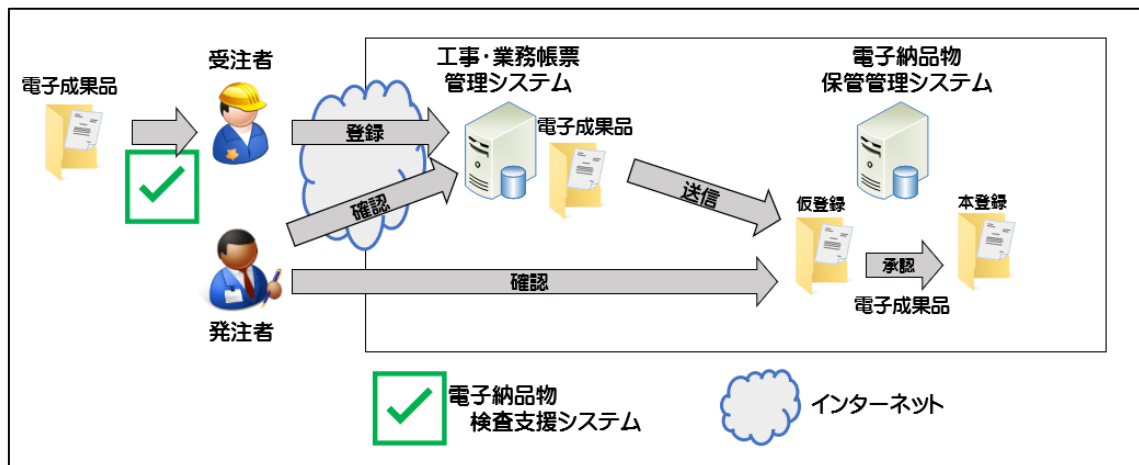 受注者
工事・業務帳票
管理システム
電子納品物
保管管理システム
電子成果品
登録
電子成果品
確認
送信
仮登録
本登録
承認
確認
電子成果品
発注者
電子納品物
検査支援システム
インターネット